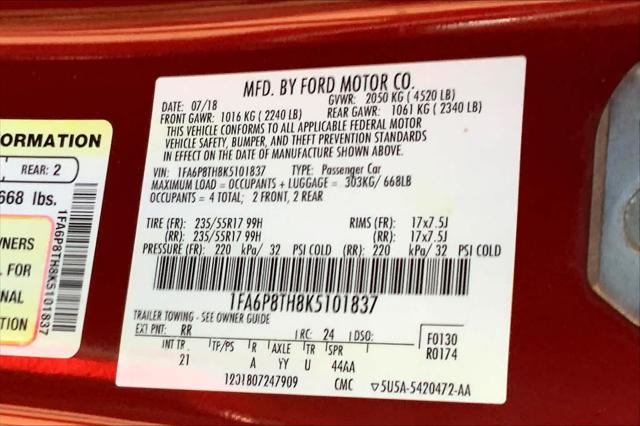 MFD. BY FORD MOTOR CO.
DATE: 07/18 GVWR: 2050 KG ( 4520 LB)
FRONT GAWR: 1016 KG ( 2240 LB) REAR GAWR: 1061 KG ( 2340 LB)
THIS VEHICLE CONFORMS TO ALL APPLICABLE FEDERAL MOTOR
VEHICLE SAFETY, BUMPER, AND THEFT PREVENTION STANDARDS
IN EFFECT ON THE DATE OF MANUFACTURE SHOWN ABOVE.
VIN: 1FA6P8TH8K5101837 TYPE: Passenger Car
MAXIMUM LOAD = OCCUPANTS + LUGGAGE = 303KG/ 668LB
OCCUPANTS = 4 TOTAL; 2 FRONT, 2 REAR
TIRE (FR): 235/55R17 99H RIMS (FR): 17x7.5J
(RR): 235/55R17 99H (RR): 17x7.5J
PRESSURE (FR): 220 kPa/ 32 PSI COLD (RR): 220 kPa/ 32 PSI COLD
1FA6P8TH8K5101837
TRAILER TOWING - SEE OWNER GUIDE
EXT PNT: RR RC: 24 DSO: F0130
R0174
INT TR TF/PS R AXLE TR SPR
21 A YY U 44AA
1201807247909 CMC ▽5U5A-5420472-AA
ORMATION
REAR: 2
668 lbs.
1FA6P8TH8K5101837
WNERS
L FOR
NAL
TION